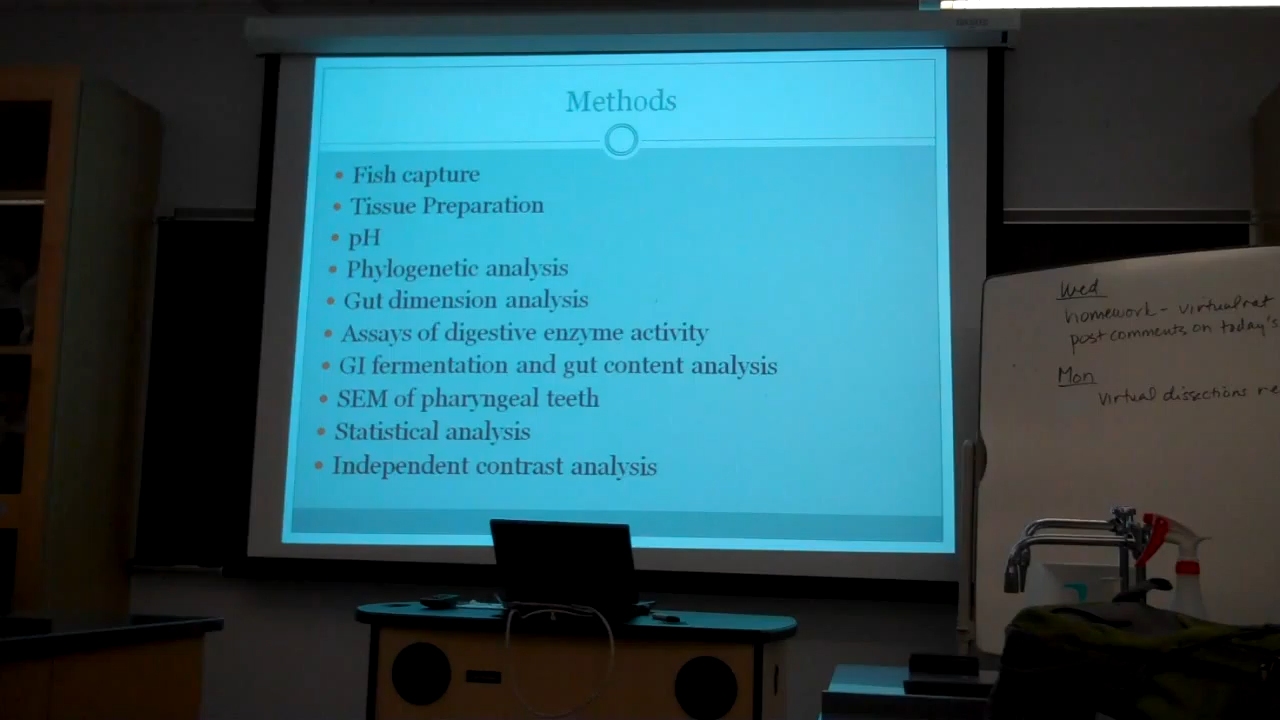 Methods
Fish capture
Tissue Preparation
pH
Phylogenetic analysis
Gut dimension analysis
Assays of digestive enzyme activity
GI fermentation and gut content analysis
SEM of pharyngeal teeth
Statistical analysis
Independent contrast analysis
Wed
homework - virtual rat
post comments on today's
Mon
virtual dissections